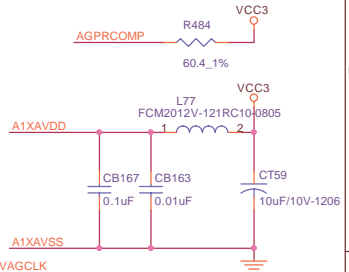 VCC3
R484
AGPRCOMP
60.4_1%
VCC3
L77
FCM2012V-121RC10-0805
A1XAVDD
1
2
CB167
CB163
CT59
0.1uF
0.01uF
10uF/10V-1206
A1XAVSS
VAGCLK